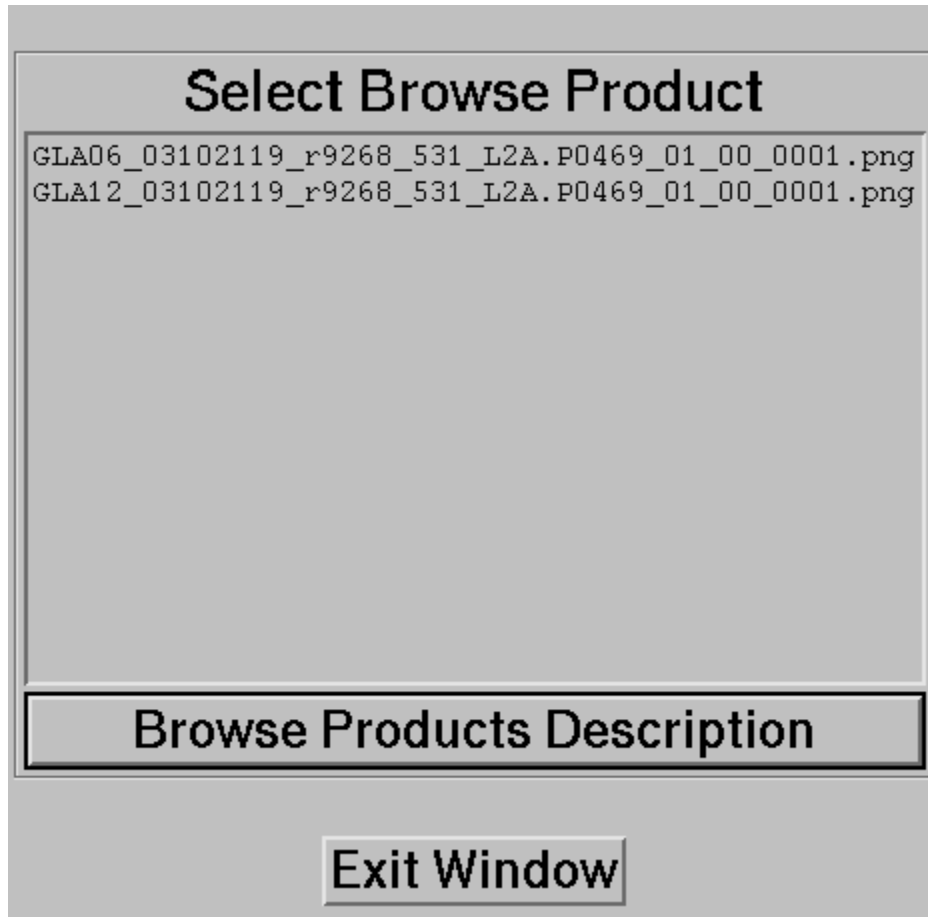 Select Browse Product
GLA06_03102119_r9268_531_L2A.P0469_01_00_0001.png
GLA12_03102119_r9268_531_L2A.P0469_01_00_0001.png
Browse Products Description
Exit Window